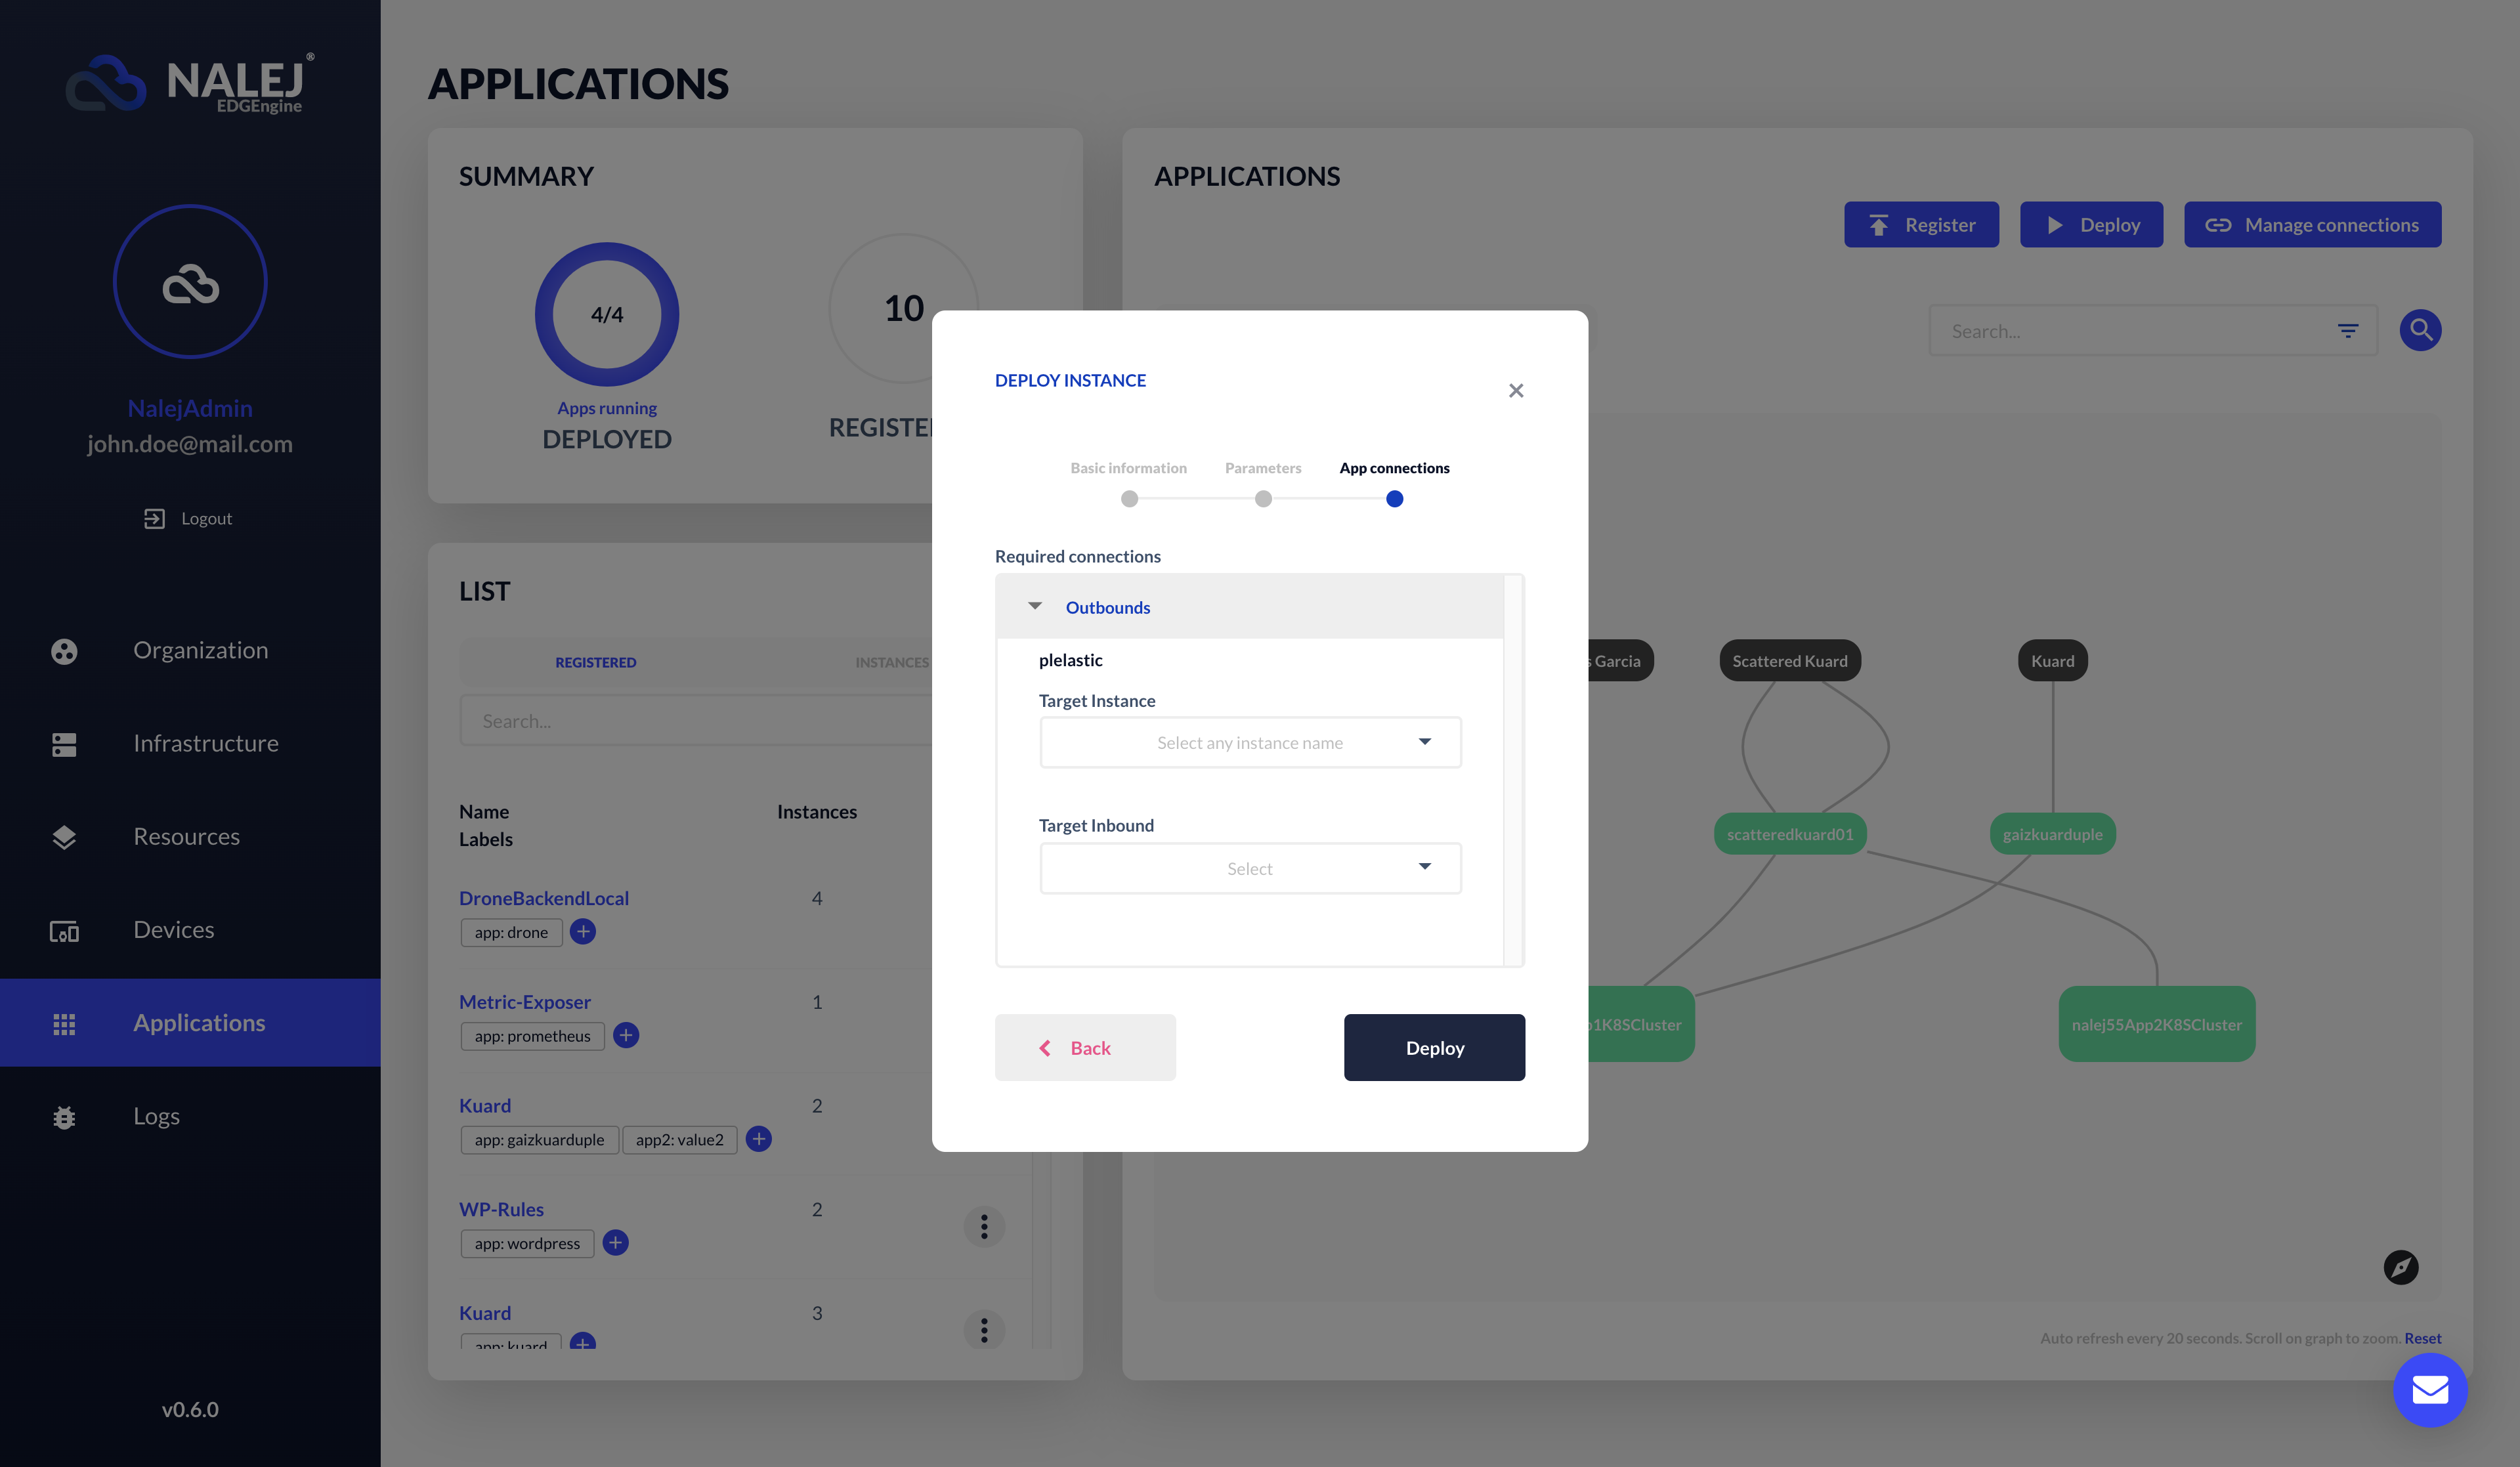 NALEJ®
EDGEngine
NalejAdmin
john.doe@mail.com
Logout
Organization
Infrastructure
Resources
Devices
Applications
Logs
v0.6.0
APPLICATIONS
SUMMARY
4/4
Apps running
DEPLOYED
10
REGISTE
LIST
REGISTERED
INSTANCES
Search...
Name
Labels
Instances
DroneBackendLocal
4
app: drone
Metric-Exposer
1
app: prometheus
Kuard
2
app: gaizkuarduple
app2: value2
WP-Rules
2
app: wordpress
Kuard
3
app: kuard
APPLICATIONS
Register
Deploy
Manage connections
Search...
s Garcia
Scattered Kuard
Kuard
scatteredkuard01
gaizkuarduple
1K8SCluster
nalej55App2K8SCluster
Auto refresh every 20 seconds. Scroll on graph to zoom. Reset
DEPLOY INSTANCE
Basic information
Parameters
App connections
Required connections
Outbounds
plelastic
Target Instance
Select any instance name
Target Inbound
Select
Back
Deploy